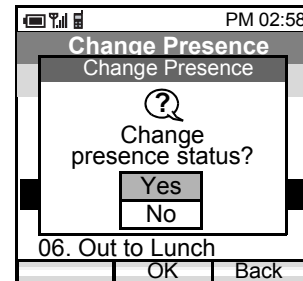 PM 02:58
Change Presence
Change Presence
Change
presence status?
Yes
No
06. Out to Lunch
OK Back